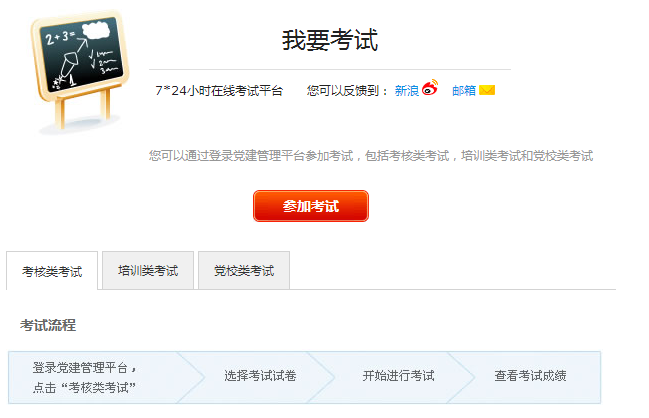 2+3=
我要考试
7*24小时在线考试平台 您可以反馈到： 新浪 邮箱
您可以通过登录党建管理平台参加考试，包括考核类考试，培训类考试和党校类考试
参加考试
考核类考试 培训类考试 党校类考试
考试流程
登录党建管理平台，
点击“考核类考试”
选择考试试卷
开始进行考试
查看考试成绩